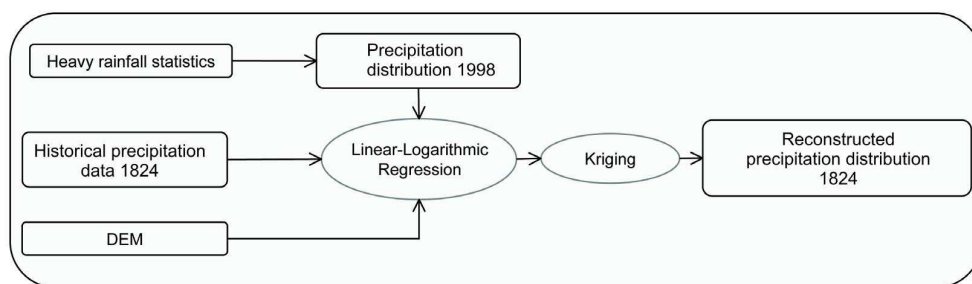 Heavy rainfall statistics
Precipitation
distribution 1998
Historical precipitation
data 1824
Linear-Logarithmic
Regression
Kriging
Reconstructed
precipitation distribution
1824
DEM